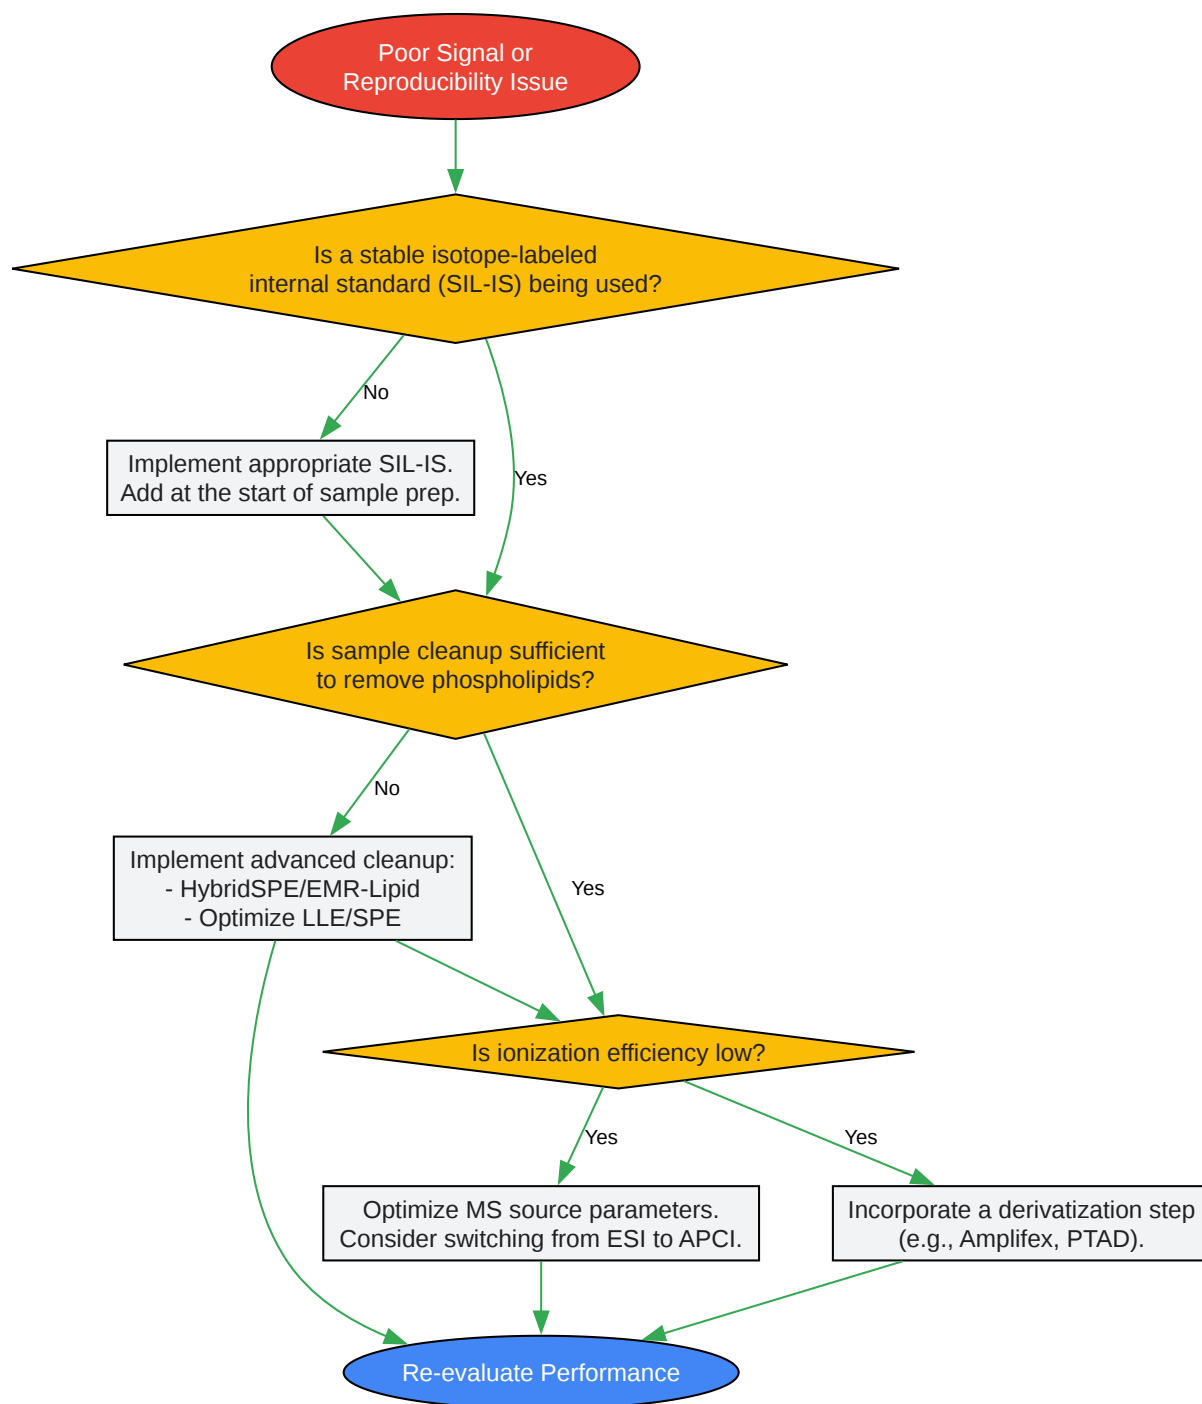 Poor Signal or
Reproducibility Issue
Is a stable isotope-labeled
internal standard (SIL-IS) being used?
No
Implement appropriate SIL-IS.
Add at the start of sample prep.
Yes
Is sample cleanup sufficient
to remove phospholipids?
No
Implement advanced cleanup:
- HybridSPE/EMR-Lipid
- Optimize LLE/SPE
Yes
Is ionization efficiency low?
Yes
Yes
Optimize MS source parameters.
Consider switching from ESI to APCI.
Incorporate a derivatization step
(e.g., Amplifex, PTAD).
Re-evaluate Performance